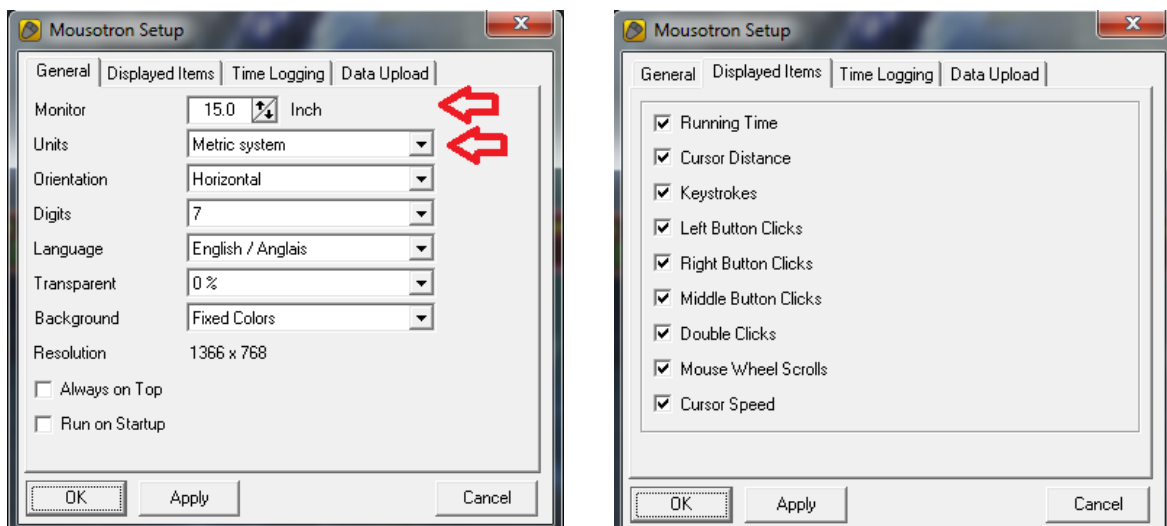 Mousotron Setup
General Displayed Items Time Logging Data Upload
Monitor 15.0 Inch
Units Metric system
Orientation Horizontal
Digits 7
Language English / Anglais
Transparent 0 %
Background Fixed Colors
Resolution 1366 x 768
Always on Top
Run on Startup
OK Apply Cancel
Mousotron Setup
General Displayed Items Time Logging Data Upload
Running Time
Cursor Distance
Keystrokes
Left Button Clicks
Right Button Clicks
Middle Button Clicks
Double Clicks
Mouse Wheel Scrolls
Cursor Speed
OK Apply Cancel